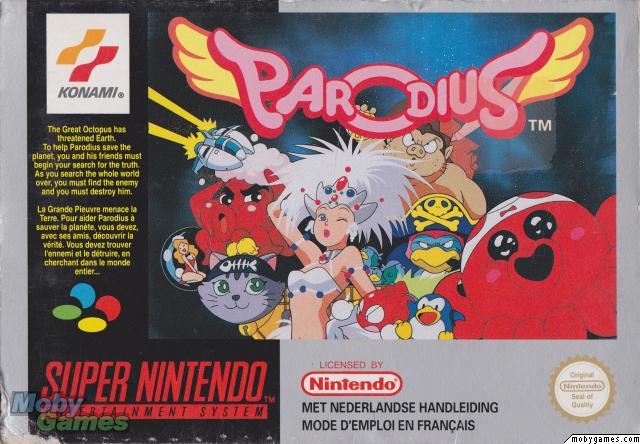 KONAMI®
PARODIUS
TM
The Great Octopus has
threatened Earth.
To help Parodius save the
planet, you and his friends must
begin your search for the truth.
As you search the whole world
over, you must find the enemy
and you must destroy him.
La Grande Pieuvre menace la
Terre. Pour aider Parodius à
sauver la planète, vous devez,
avec ses amis, découvrir la
vérité. Vous devez trouver
l'ennemi et le détruire, en
cherchant dans le monde
entier...
SUPER NINTENDO
TM
ENTERTAINMENT SYSTEM
Moby
Games
LICENSED BY
Nintendo®
MET NEDERLANDSE HANDLEIDING
MODE D'EMPLOI EN FRANÇAIS
Original
Nintendo
Seal of
Quality
mobygames.com